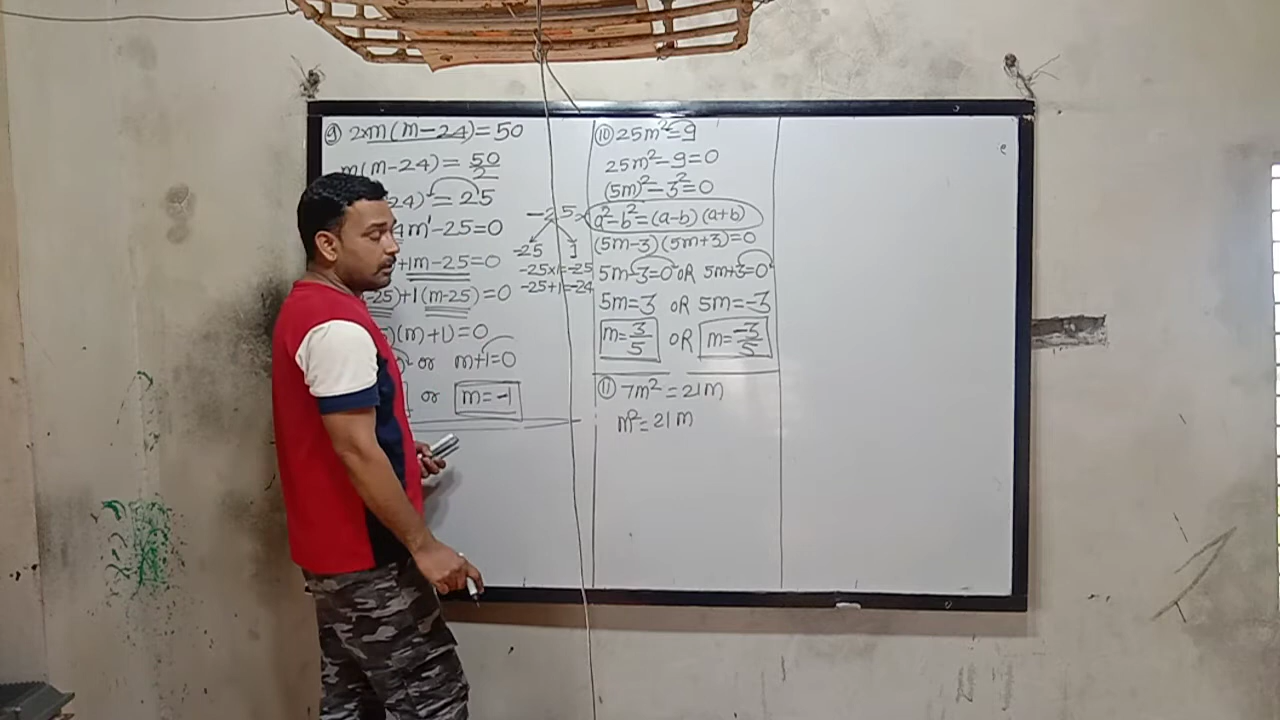 ⑨ 2×m(m-24)=50
m(m-24) = 50/2
24) = 25
4m¹-25=0
+1m-25=0
-25)+1(m-25)=0
)(m+1)=0
or m+1=0
or m=-1
-25
-25 1
-25×1=-25
-25+1=-24
⑩ 25m²=9
25m²-9=0
(5m)²-3²=0
a²-b²=(a-b)(a+b)
(5m-3)(5m+3)=0
5m-3=0 OR 5m+3=0
5m=3 OR 5m=-3
m=3/5 OR m=-3/5
⑪ 7m²=21m
m²=21m